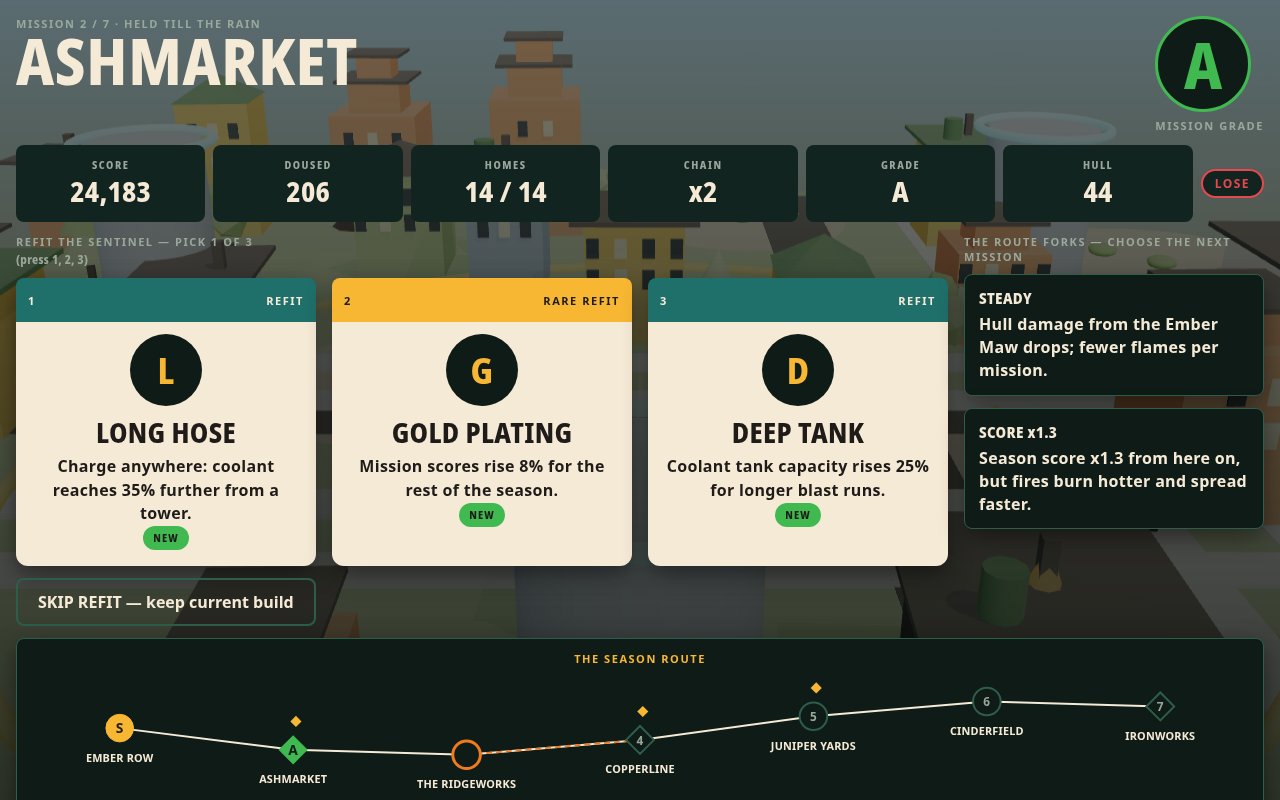 MISSION 2 / 7 · HELD TILL THE RAIN
ASHMARKET
A
MISSION GRADE
SCORE
24,183
DOUSED
206
HOMES
14 / 14
CHAIN
x2
GRADE
A
HULL
44
LOSE
REFIT THE SENTINEL — PICK 1 OF 3
(press 1, 2, 3)
1
REFIT
L
LONG HOSE
Charge anywhere: coolant
reaches 35% further from a
tower.
NEW
2
RARE REFIT
G
GOLD PLATING
Mission scores rise 8% for the
rest of the season.
NEW
3
REFIT
D
DEEP TANK
Coolant tank capacity rises 25%
for longer blast runs.
NEW
THE ROUTE FORKS — CHOOSE THE NEXT
MISSION
STEADY
Hull damage from the Ember
Maw drops; fewer flames per
mission.
SCORE x1.3
Season score x1.3 from here on,
but fires burn hotter and spread
faster.
SKIP REFIT — keep current build
THE SEASON ROUTE
S
EMBER ROW
A
ASHMARKET
THE RIDGEWORKS
4
COPPERLINE
5
JUNIPER YARDS
6
CINDERFIELD
7
IRONWORKS